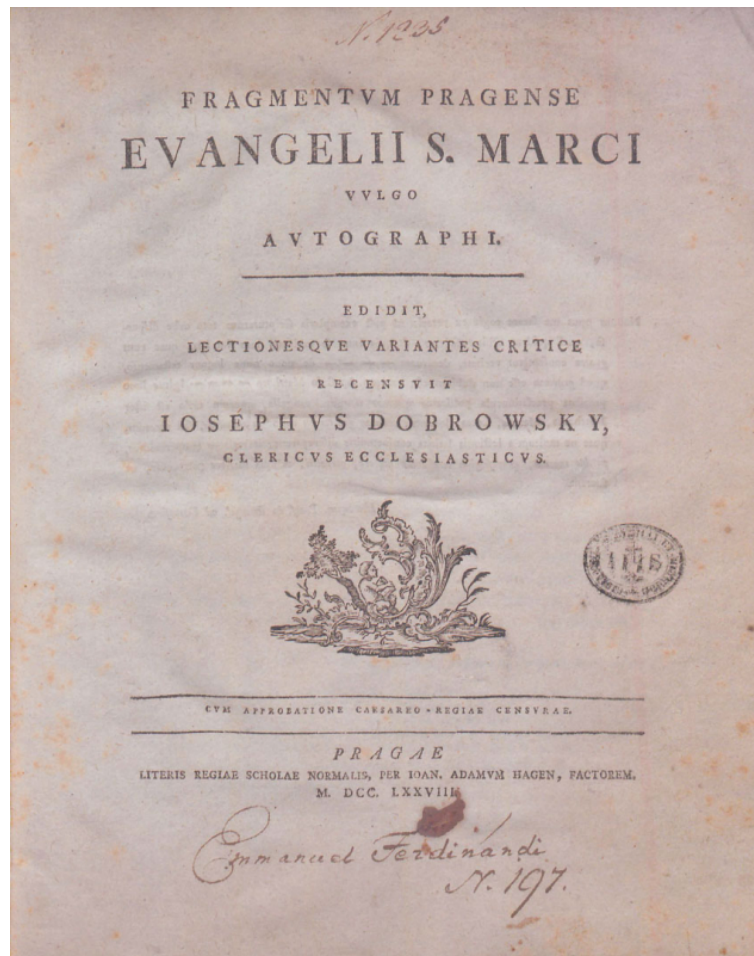 N. 1235
FRAGMENTVM PRAGENSE
EVANGELII S. MARCI
VVLGO
AVTOGRAPHI.
EDIDIT,
LECTIONESQVE VARIANTES CRITICE
RECENSVIT
IOSEPHVS DOBROWSKY,
CLERICVS ECCLESIASTICVS.
CVM APPROBATIONE CAESAREO-REGIAE CENSVRAE.
PRAGAE
LITERIS REGIAE SCHOLAE NORMALIS, PER IOAN. ADAMVM HAGEN, FACTOREM.
M. DCC. LXXVIII
Emmanuel Ferdinandi
N. 197.